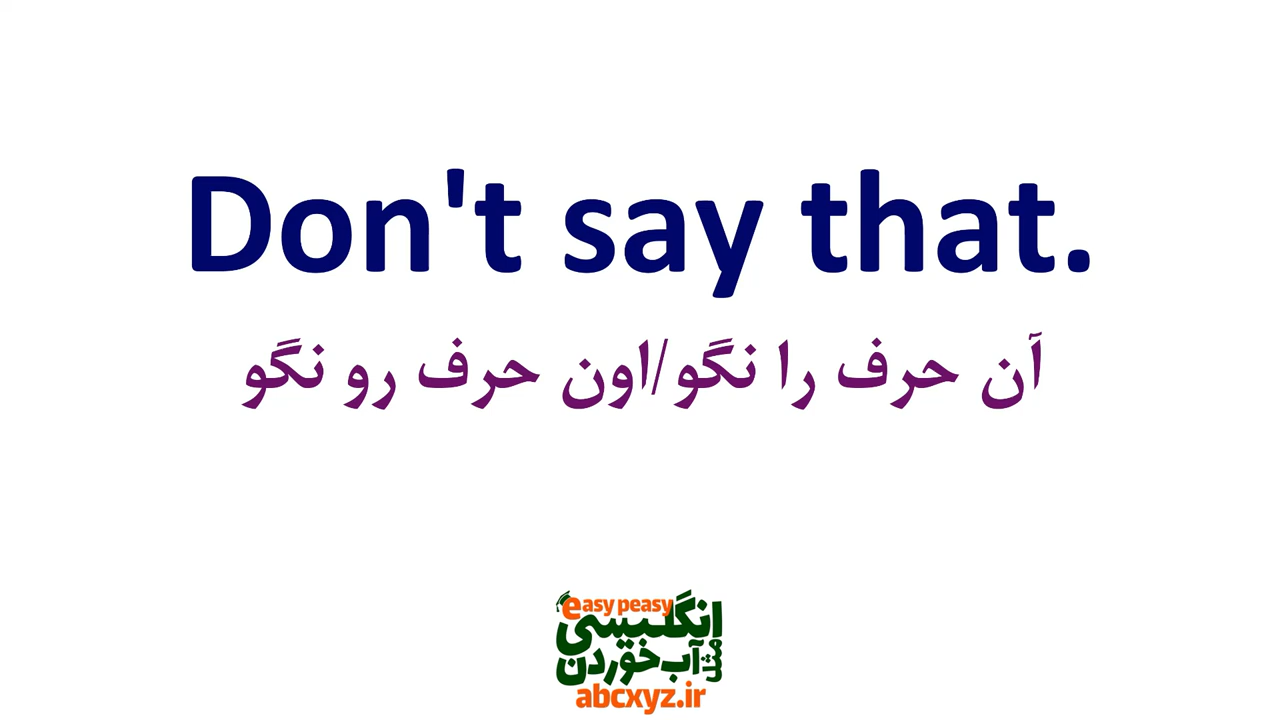 Don't say that.
آن حرف را نگو/اون حرف رو نگو
easy peasy
انگلیسی
مثل آب خوردن
abcxyz.ir